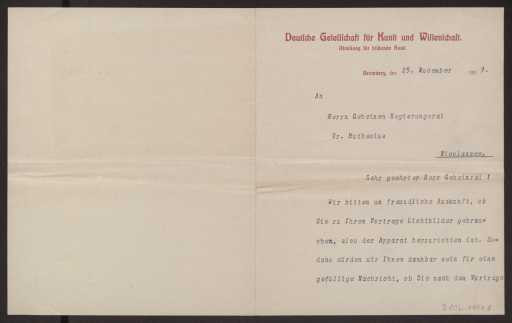 Deutsche Gesellschaft für Kunst und Wissenschaft.
Abteilung für bildende Kunst.
Bromberg, den 25. November 190 9.
An
Herrn Geheimen Regierungsrat
Dr. Muthesius
Nicolassee.
Sehr geehrter Herr Geheimrat !
Wir bitten um freundliche Auskunft, ob
Sie zu Ihrem Vortrage Lichtbilder gebrau-
chen, also der Apparat herzurichten ist. So-
dann würden wir Ihnen dankbar sein für eine
gefällige Nachricht, ob Sie nach dem Vortrage